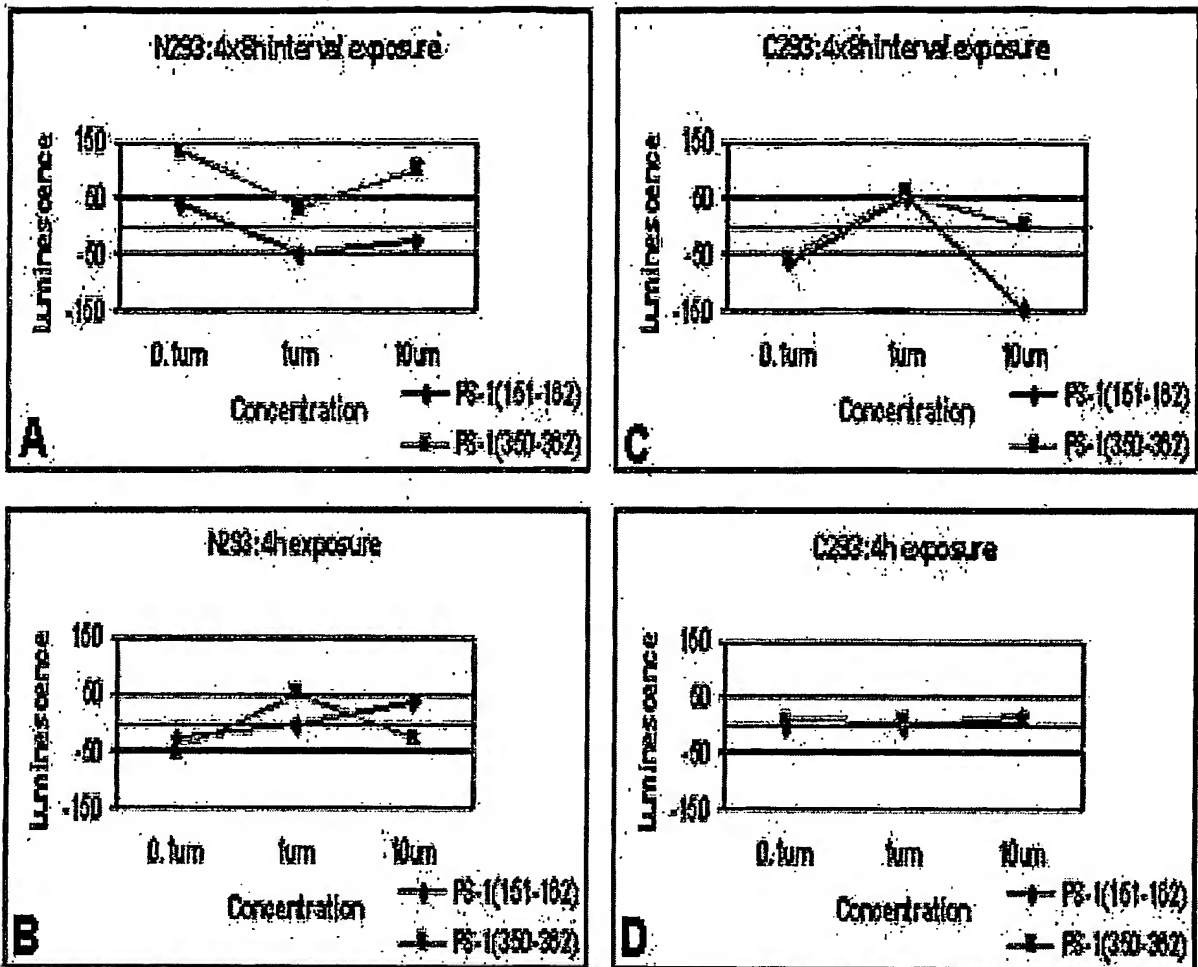 N293:4x8h interval exposure
150
50
-50
-150
Luminescence
0.1um 1um 10um
Concentration
PS-1(151-162)
PS-1(350-362)
A
C293:4x8h interval exposure
150
50
-50
-150
Luminescence
0.1um 1um 10um
Concentration
PS-1(151-162)
PS-1(350-362)
C
N293:4h exposure
150
50
-50
-150
Luminescence
0.1um 1um 10um
Concentration
PS-1(151-162)
PS-1(350-362)
B
C293:4h exposure
150
50
-50
-150
Luminescence
0.1um 1um 10um
Concentration
PS-1(151-162)
PS-1(350-362)
D